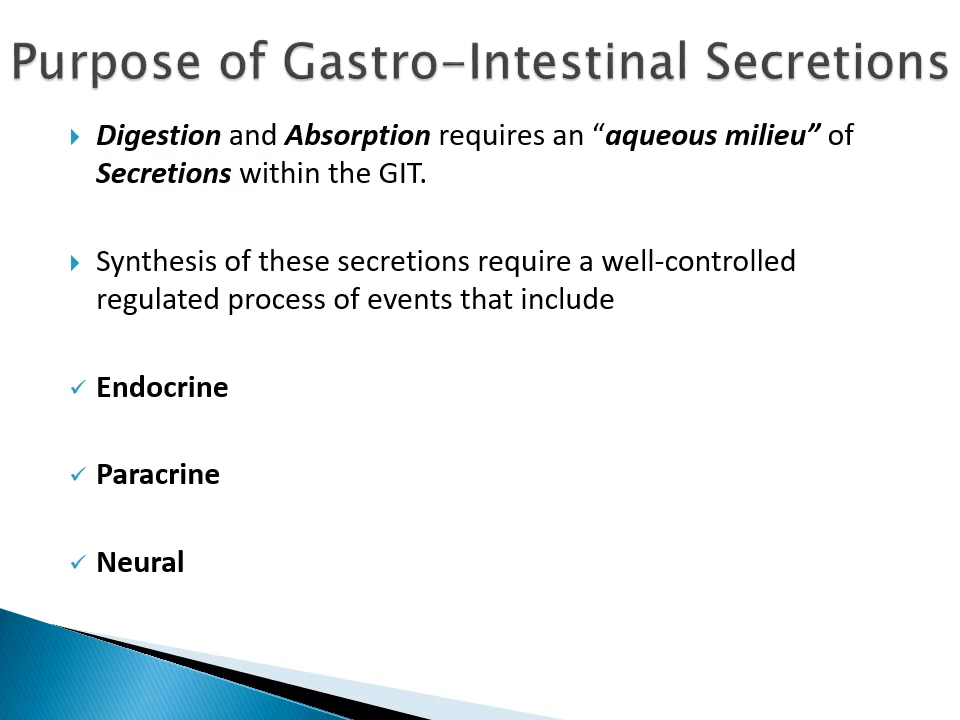 Purpose of Gastro-Intestinal Secretions
Digestion and Absorption requires an “aqueous milieu” of
Secretions within the GIT.
Synthesis of these secretions require a well-controlled
regulated process of events that include
Endocrine
Paracrine
Neural